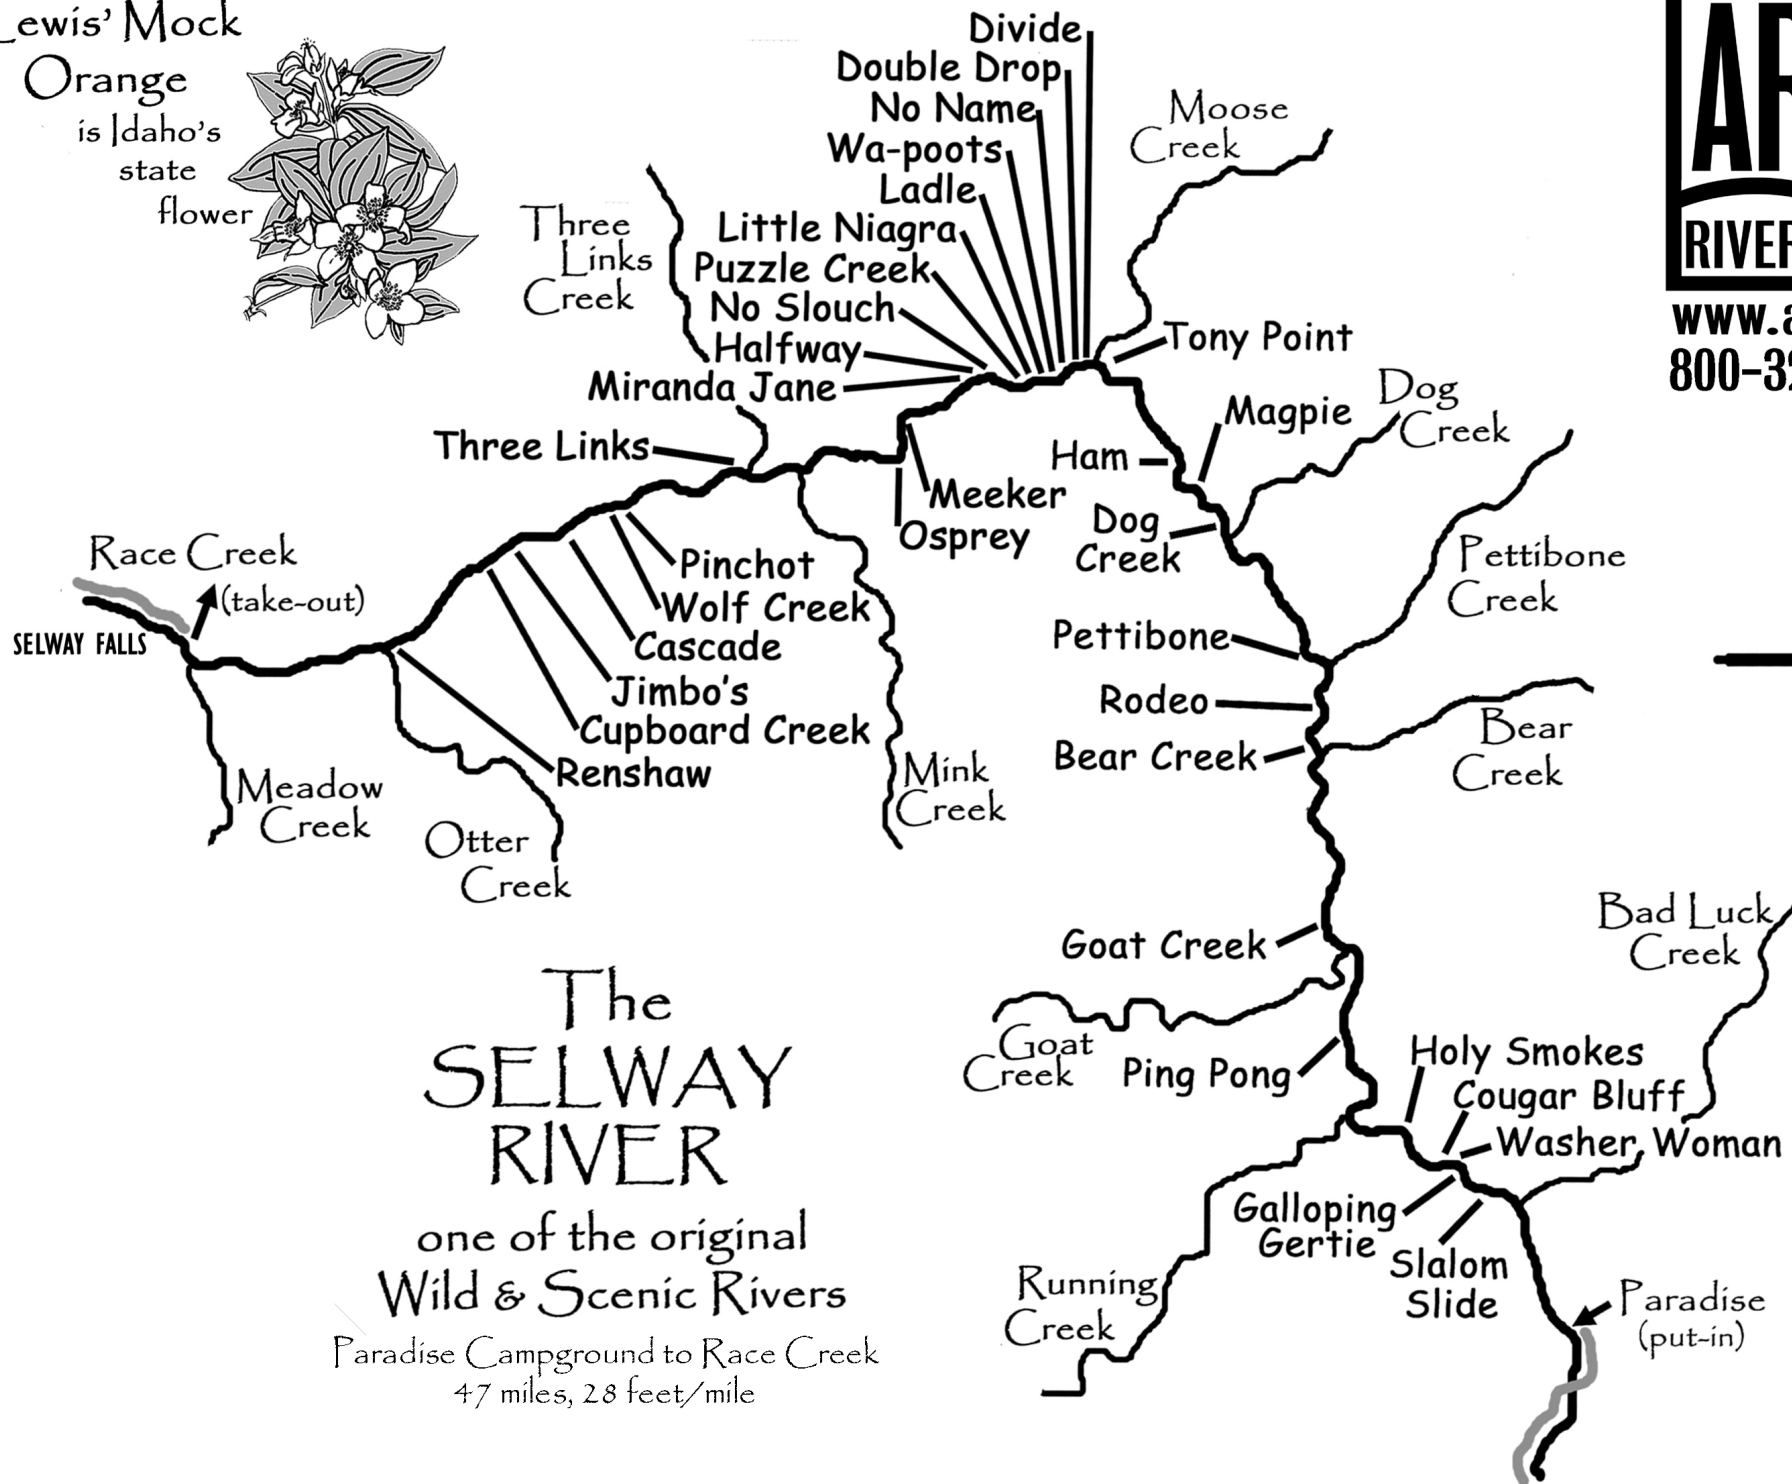 Lewis' Mock
Orange
is Idaho's
state
flower
Divide
Double Drop
No Name
Wa-poots
Ladle
Little Niagra
Puzzle Creek
No Slouch
Halfway
Miranda Jane
Three Links
Three
Links
Creek
Moose
Creek
Tony Point
Magpie
Dog
Creek
Ham
Meeker
Osprey
Dog
Creek
Pettibone
Creek
Pettibone
Rodeo
Bear Creek
Bear
Creek
Race Creek
(take-out)
SELWAY FALLS
Pinchot
Wolf Creek
Cascade
Jimbo's
Cupboard Creek
Renshaw
Meadow
Creek
Otter
Creek
Mink
Creek
Goat Creek
Goat
Creek
Ping Pong
Bad Luck
Creek
Holy Smokes
Cougar Bluff
Washer Woman
Galloping
Gertie
Slalom
Slide
Running
Creek
Paradise
(put-in)
The
SELWAY
RIVER
one of the original
Wild & Scenic Rivers
Paradise Campground to Race Creek
47 miles, 28 feet/mile
RIVER
www.a
800-32